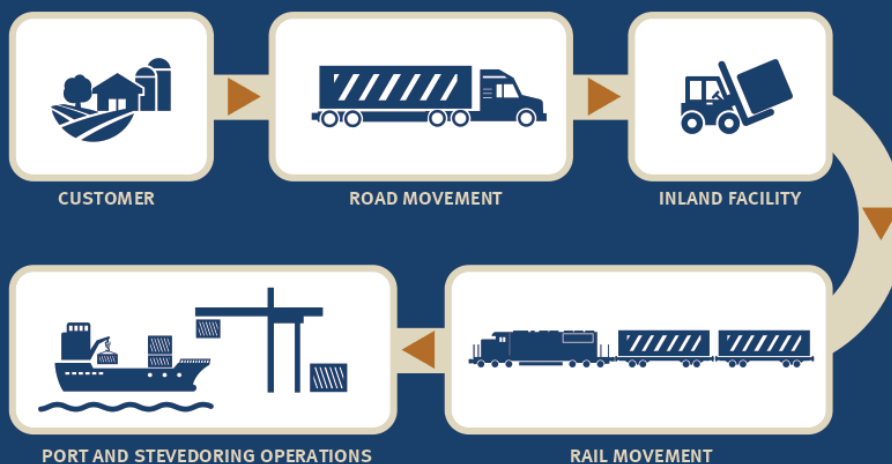 CUSTOMER
ROAD MOVEMENT
INLAND FACILITY
PORT AND STEVEDORING OPERATIONS
RAIL MOVEMENT